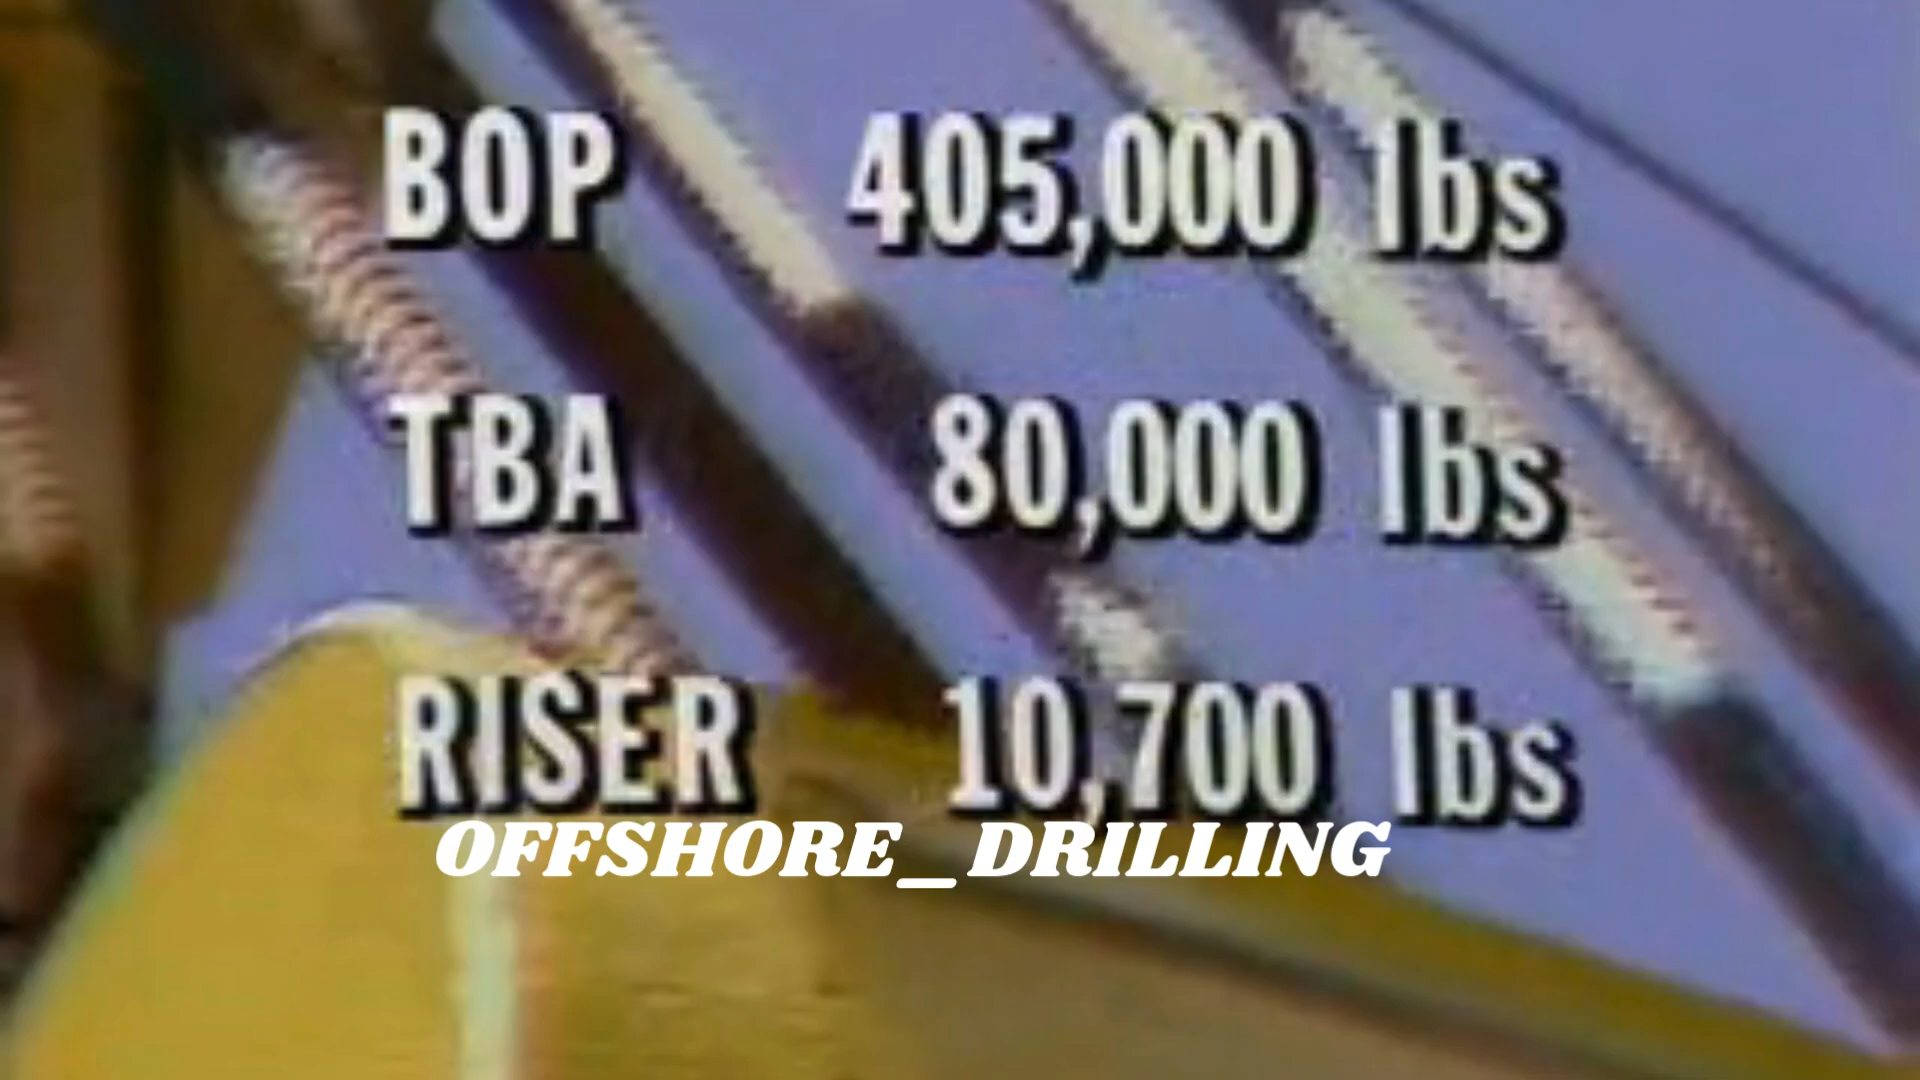 BOP 405,000 lbs
TBA 80,000 lbs
RISER 10,700 lbs
OFFSHORE_DRILLING